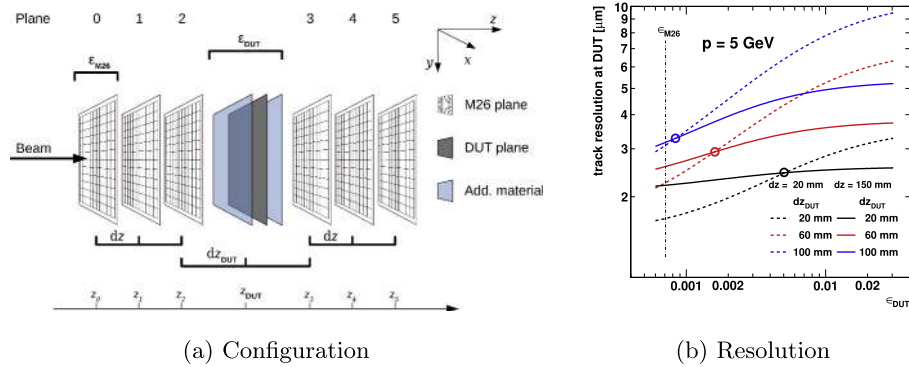 Plane 0 1 2 3 4 5
z
x
y
ε_M26
ε_DUT
Beam
M26 plane
DUT plane
Add. material
dz dz
dz_DUT
z_0 z_1 z_2 z_DUT z_3 z_4 z_5
(a) Configuration
track resolution at DUT [μm]
10
9
8
7
6
5
4
3
2
∈_M26
p = 5 GeV
dz = 20 mm dz = 150 mm
dz_DUT dz_DUT
20 mm 20 mm
60 mm 60 mm
100 mm 100 mm
0.001 0.002 0.01 0.02
∈_DUT
(b) Resolution